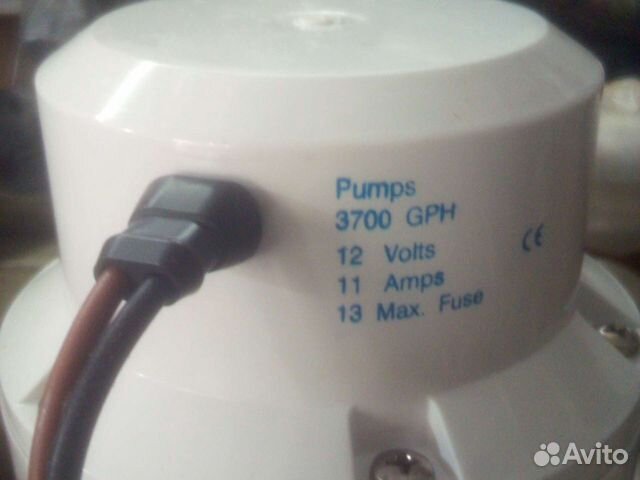 Pumps
3700 GPH
12 Volts
11 Amps
13 Max. Fuse
CE
Avito